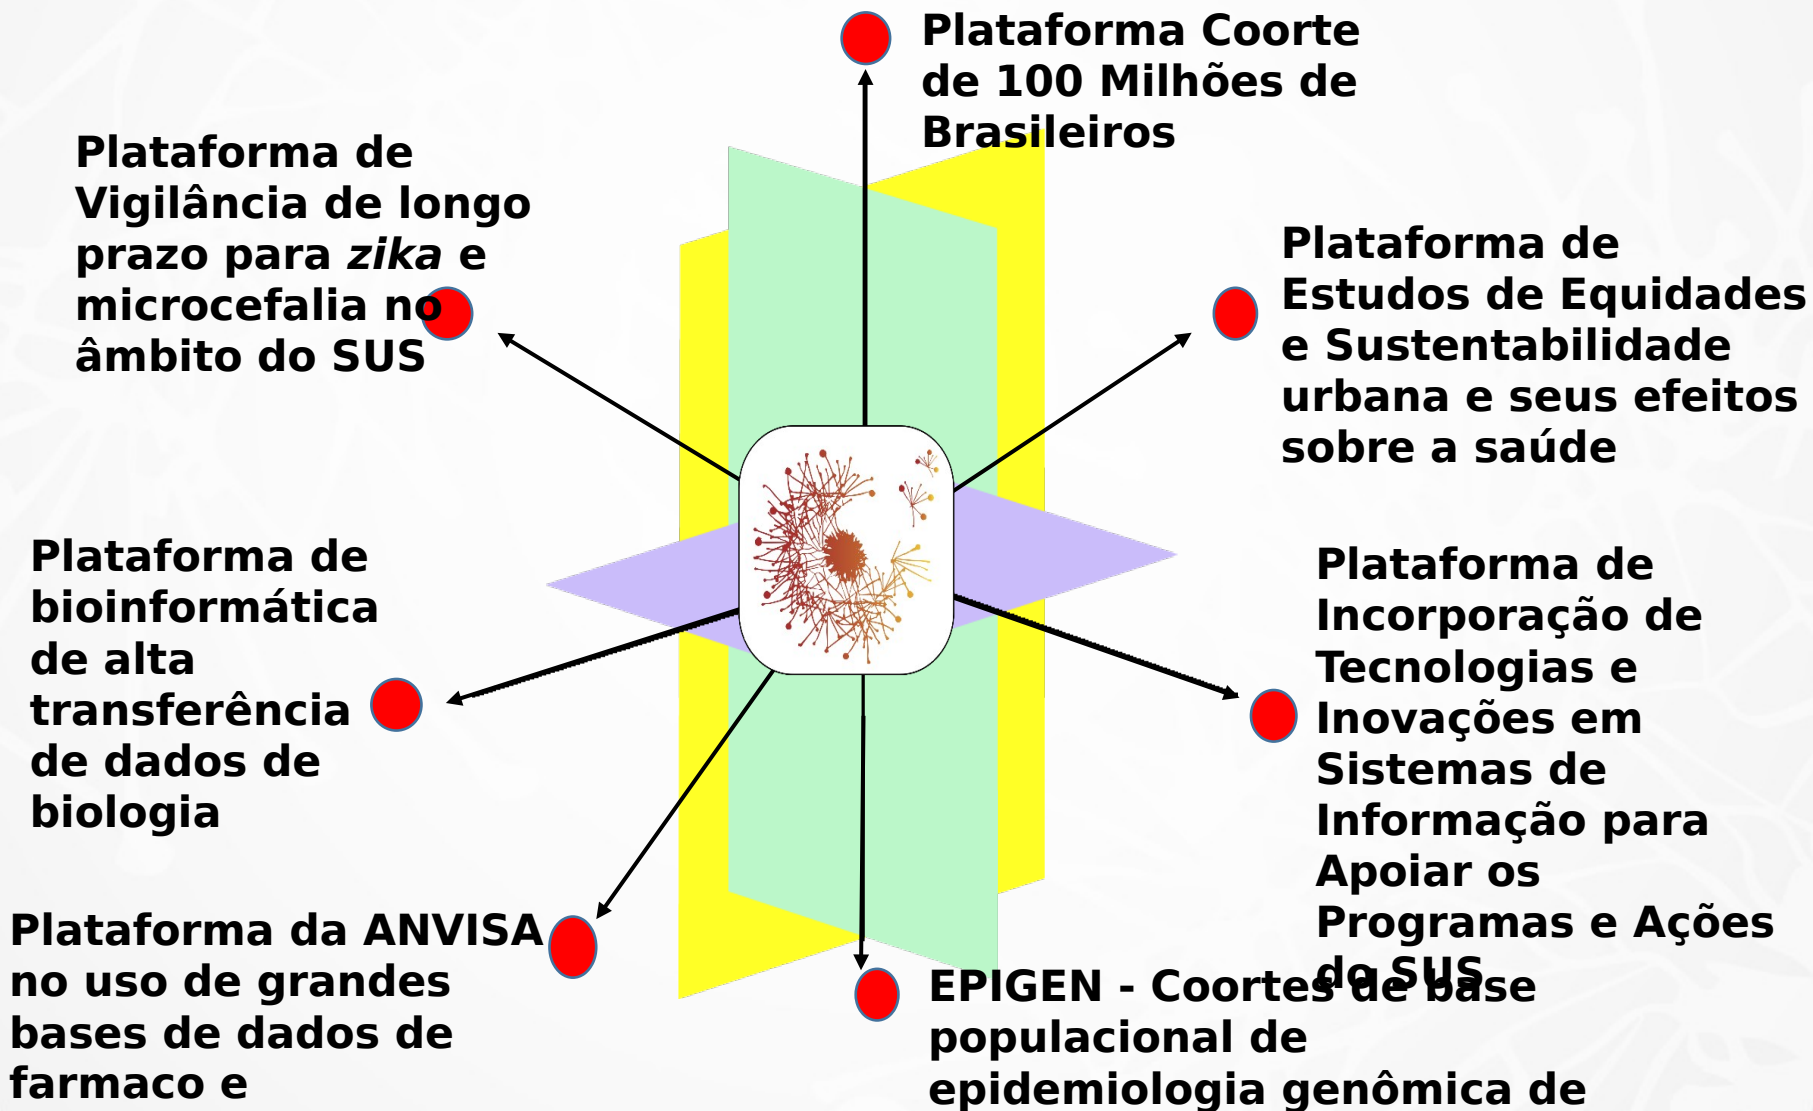 Plataforma Coorte
de 100 Milhões de
Brasileiros
Plataforma de
Vigilância de longo
prazo para zika e
microcefalia no
âmbito do SUS
Plataforma de
Estudos de Equidades
e Sustentabilidade
urbana e seus efeitos
sobre a saúde
Plataforma de
bioinformática
de alta
transferência
de dados de
biologia
Plataforma de
Incorporação de
Tecnologias e
Inovações em
Sistemas de
Informação para
Apoiar os
Programas e Ações
do SUS
Plataforma da ANVISA
no uso de grandes
bases de dados de
farmaco e
EPIGEN - Coortes de base
populacional de
epidemiologia genômica de